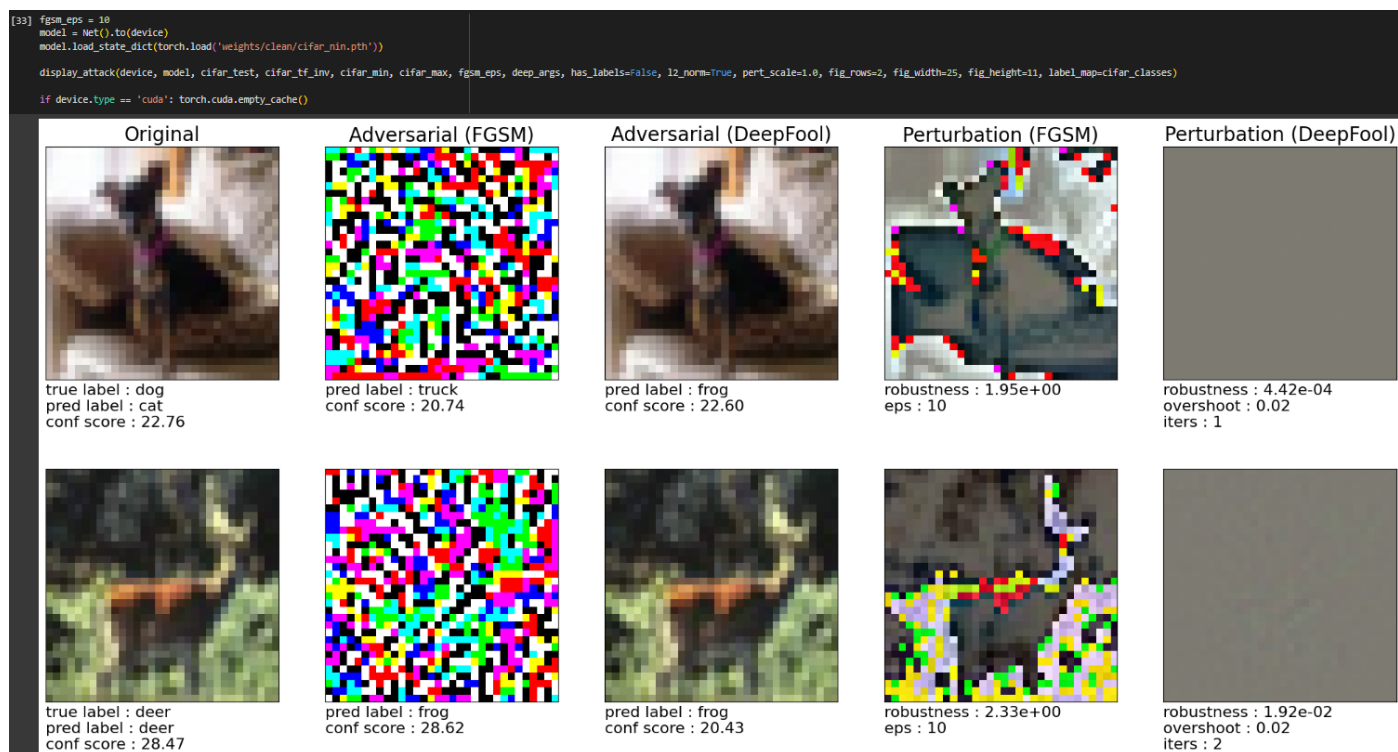 [33] fgsm_eps = 10
model = Net().to(device)
model.load_state_dict(torch.load('weights/clean/cifar_nin.pth'))
display_attack(device, model, cifar_test, cifar_tf_inv, cifar_min, cifar_max, fgsm_eps, deep_args, has_labels=False, l2_norm=True, pert_scale=1.0, fig_rows=2, fig_width=25, fig_height=11, label_map=cifar_classes)
if device.type == 'cuda': torch.cuda.empty_cache()
Original Adversarial (FGSM) Adversarial (DeepFool) Perturbation (FGSM) Perturbation (DeepFool)
true label : dog
pred label : cat
conf score : 22.76
pred label : truck
conf score : 20.74
pred label : frog
conf score : 22.60
robustness : 1.95e+00
eps : 10
robustness : 4.42e-04
overshoot : 0.02
iters : 1
true label : deer
pred label : deer
conf score : 28.47
pred label : frog
conf score : 28.62
pred label : frog
conf score : 20.43
robustness : 2.33e+00
eps : 10
robustness : 1.92e-02
overshoot : 0.02
iters : 2